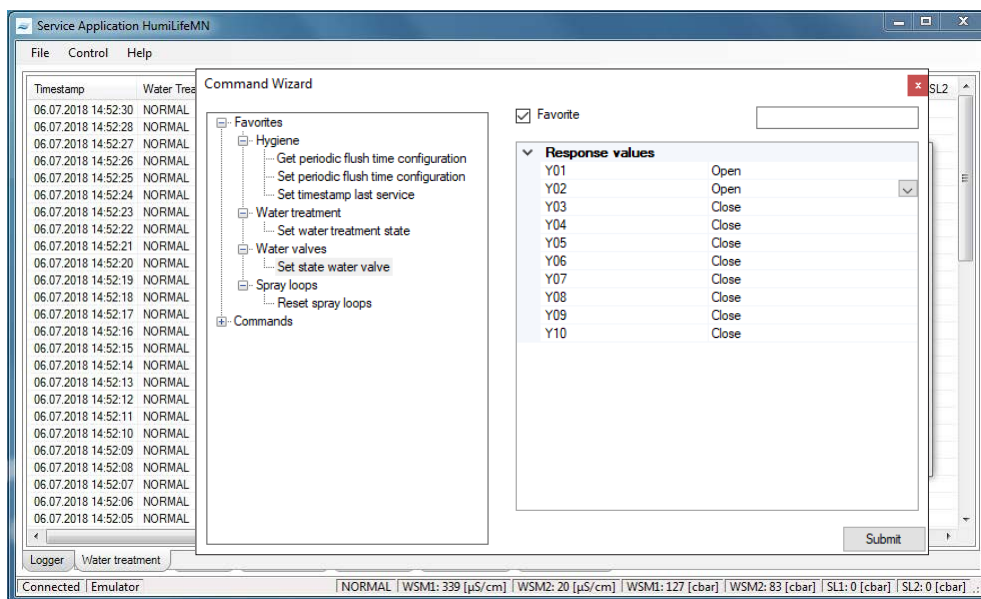 Service Application HumiLifeMN
File Control Help
Timestamp Water Trea SL2
06.07.2018 14:52:30 NORMAL
06.07.2018 14:52:28 NORMAL
06.07.2018 14:52:27 NORMAL
06.07.2018 14:52:26 NORMAL
06.07.2018 14:52:25 NORMAL
06.07.2018 14:52:24 NORMAL
06.07.2018 14:52:23 NORMAL
06.07.2018 14:52:22 NORMAL
06.07.2018 14:52:21 NORMAL
06.07.2018 14:52:20 NORMAL
06.07.2018 14:52:19 NORMAL
06.07.2018 14:52:18 NORMAL
06.07.2018 14:52:17 NORMAL
06.07.2018 14:52:16 NORMAL
06.07.2018 14:52:15 NORMAL
06.07.2018 14:52:14 NORMAL
06.07.2018 14:52:13 NORMAL
06.07.2018 14:52:12 NORMAL
06.07.2018 14:52:11 NORMAL
06.07.2018 14:52:10 NORMAL
06.07.2018 14:52:09 NORMAL
06.07.2018 14:52:08 NORMAL
06.07.2018 14:52:07 NORMAL
06.07.2018 14:52:06 NORMAL
06.07.2018 14:52:05 NORMAL
Command Wizard
Favorites
Hygiene
Get periodic flush time configuration
Set periodic flush time configuration
Set timestamp last service
Water treatment
Set water treatment state
Water valves
Set state water valve
Spray loops
Reset spray loops
Commands
Favorite
Response values
Y01 Open
Y02 Open
Y03 Close
Y04 Close
Y05 Close
Y06 Close
Y07 Close
Y08 Close
Y09 Close
Y10 Close
Submit
Logger Water treatment
Connected Emulator NORMAL WSM1: 339 [µS/cm] WSM2: 20 [µS/cm] WSM1: 127 [cbar] WSM2: 83 [cbar] SL1: 0 [cbar] SL2: 0 [cbar]